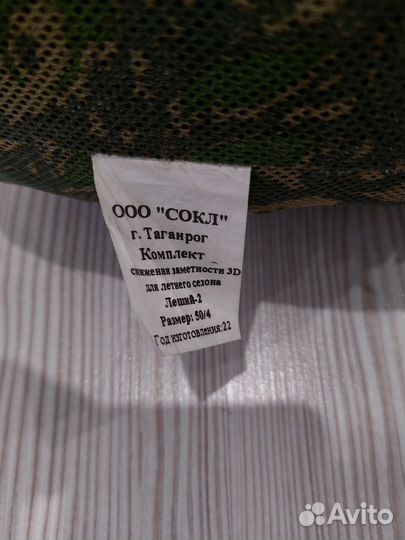 ООО "СОКЛ"
г. Таганрог
Комплект
снижения заметности 3D
для летнего сезона
Леший-2
Размер: 50/4
Год изготовления:22
Avito